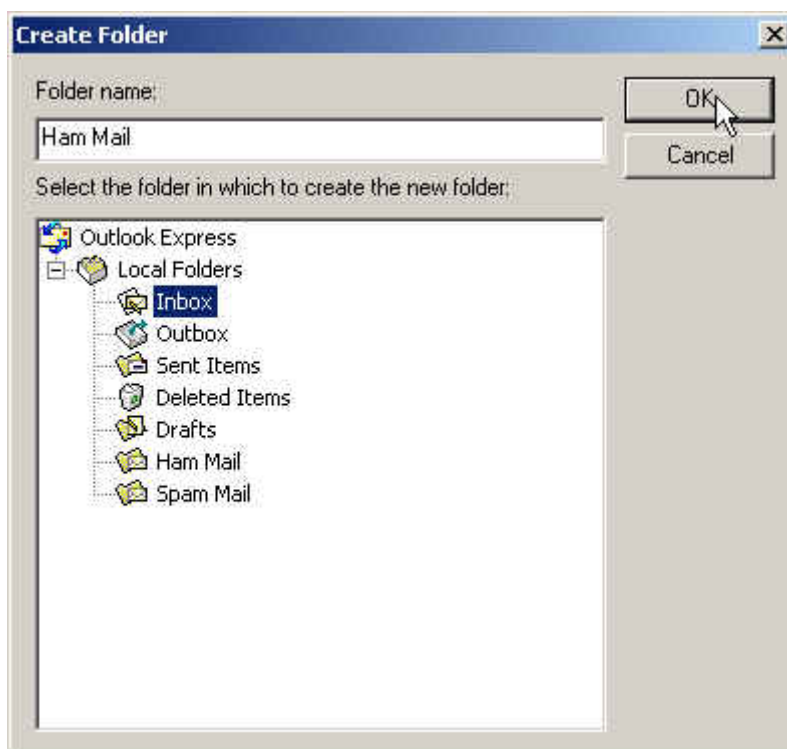 Create Folder
Folder name:
OK
Ham Mail
Cancel
Select the folder in which to create the new folder:
Outlook Express
Local Folders
Inbox
Outbox
Sent Items
Deleted Items
Drafts
Ham Mail
Spam Mail